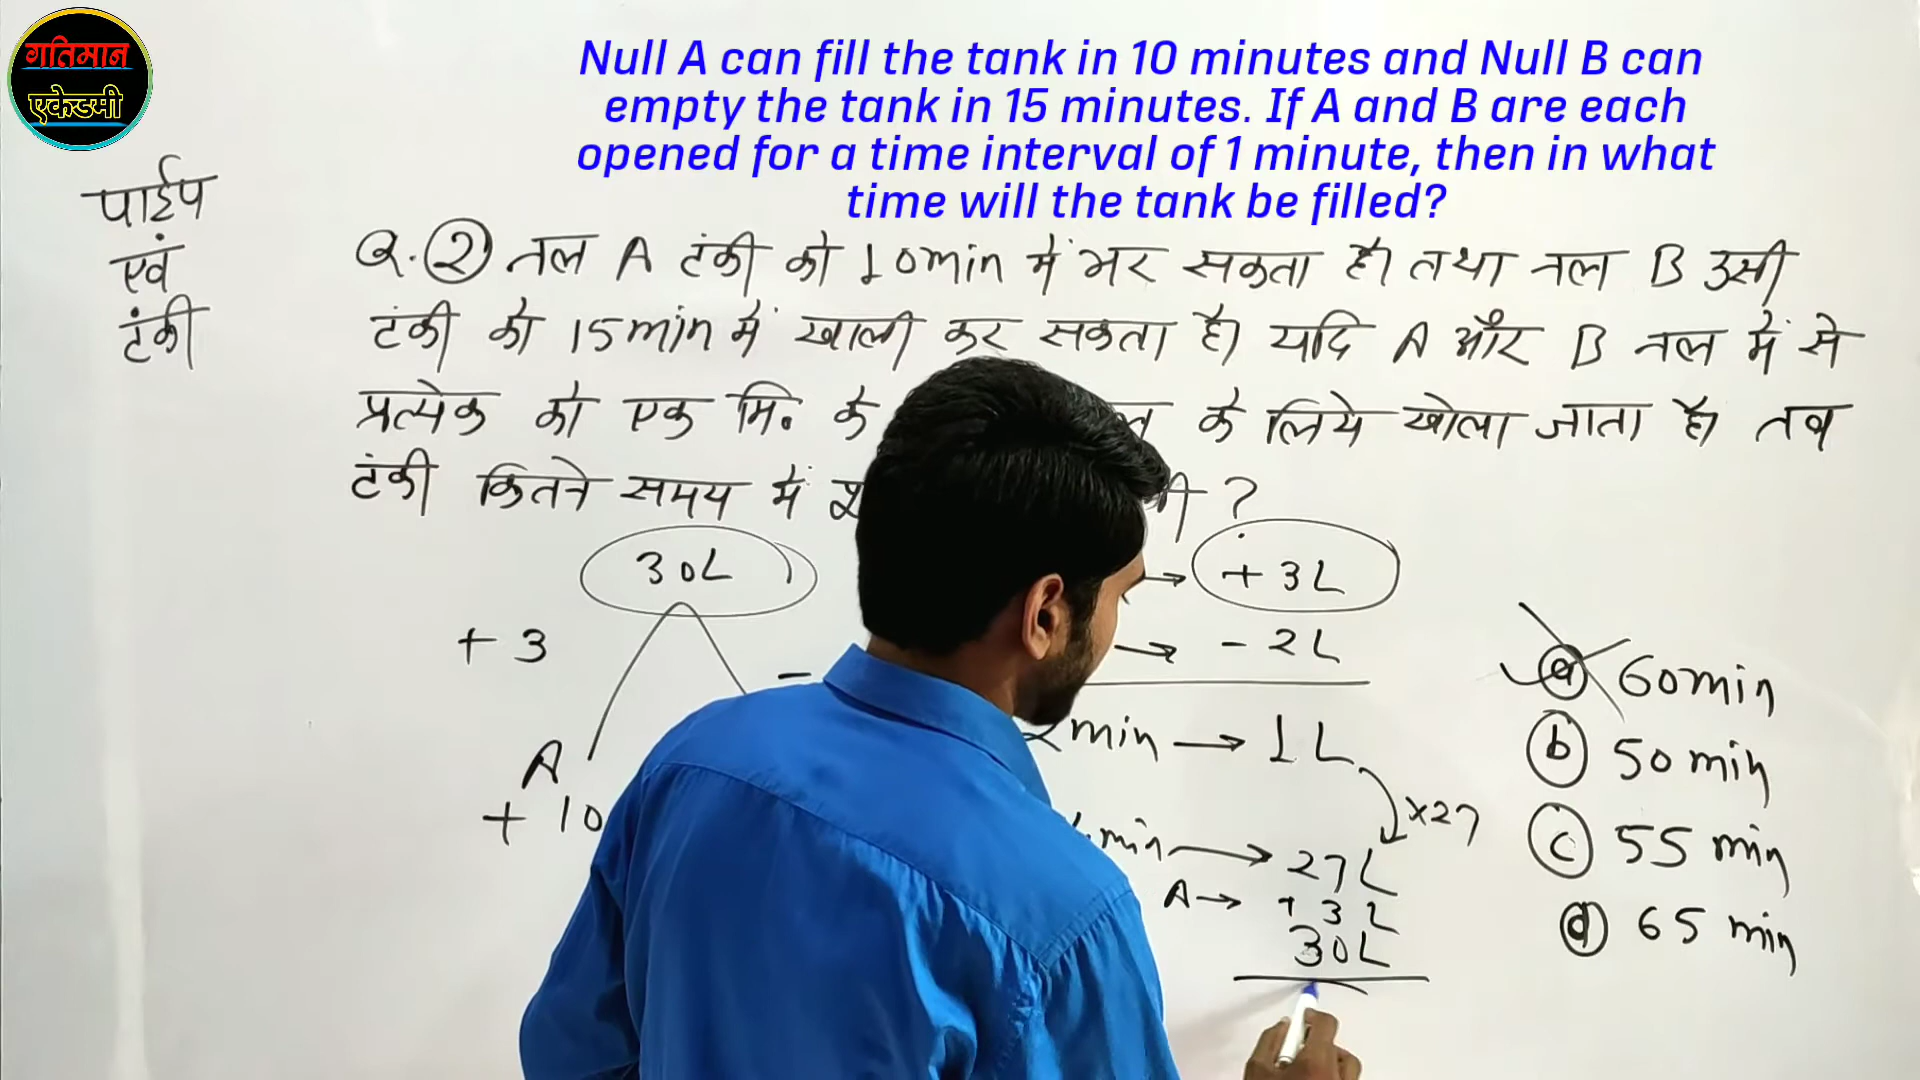 गतिमान
एकेडमी
Null A can fill the tank in 10 minutes and Null B can
empty the tank in 15 minutes. If A and B are each
opened for a time interval of 1 minute, then in what
time will the tank be filled?
पाईप
एवं
टंकी
Q. (2) नल A टंकी को 10min में भर सकता है। तथा नल B उसी
टंकी को 15min में खाली कर सकता है। यदि A और B नल में से
प्रत्येक को एक मि. के के लिये खोला जाता है। तब
टंकी कितने समय में ?
30L
+3
A
+10
-
→ +3L
→ -2L
2min → 1L
×27
min → 27L
A → +3L
30L
(a) 60min
(b) 50min
(c) 55 min
(d) 65 min